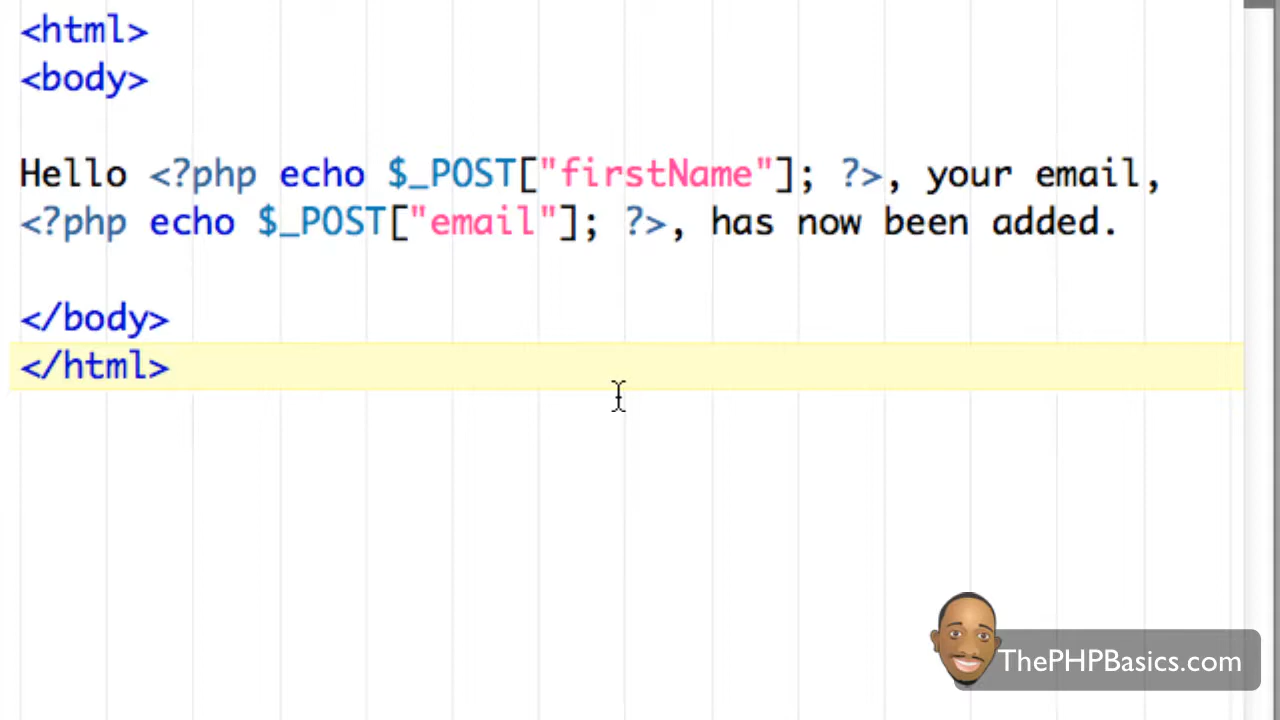 <html>
<body>
Hello <?php echo $_POST["firstName"]; ?>, your email,
<?php echo $_POST["email"]; ?>, has now been added.
</body>
</html>
ThePHPBasics.com